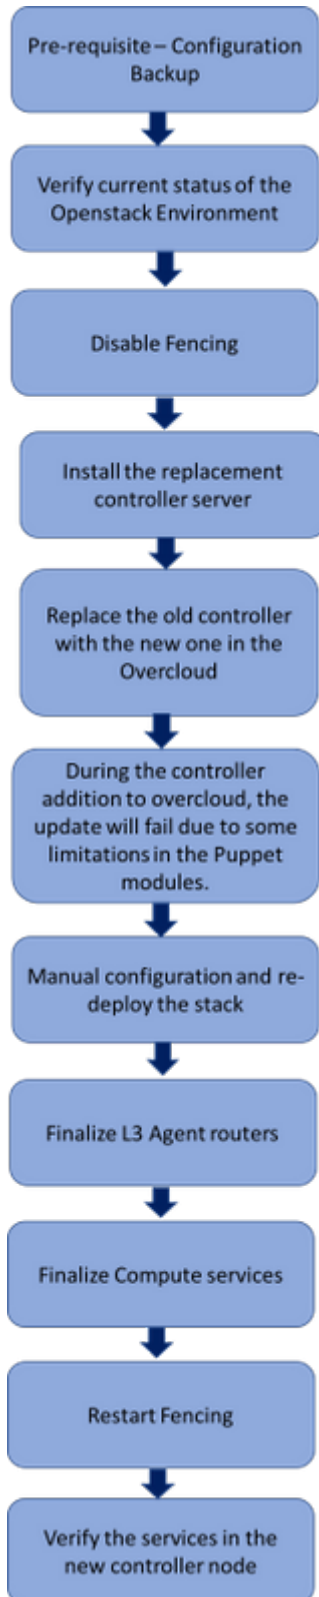 Pre-requisite – Configuration
Backup
Verify current status of the
Openstack Environment
Disable Fencing
Install the replacement
controller server
Replace the old controller
with the new one in the
Overcloud
During the controller
addition to overcloud, the
update will fail due to some
limitations in the Puppet
modules.
Manual configuration and re-
deploy the stack
Finalize L3 Agent routers
Finalize Compute services
Restart Fencing
Verify the services in the
new controller node